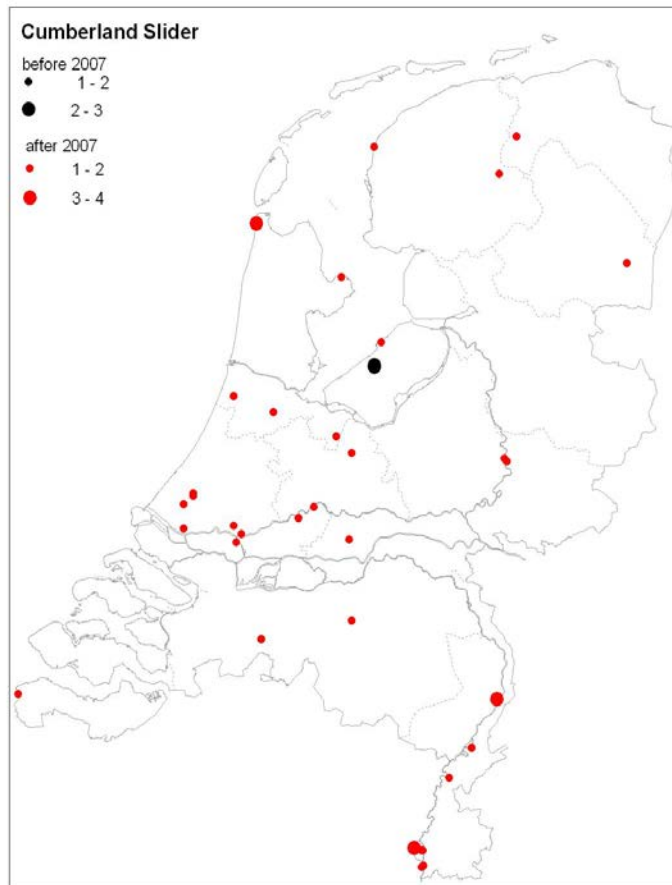 Cumberland Slider
before 2007
1 - 2
2 - 3
after 2007
1 - 2
3 - 4